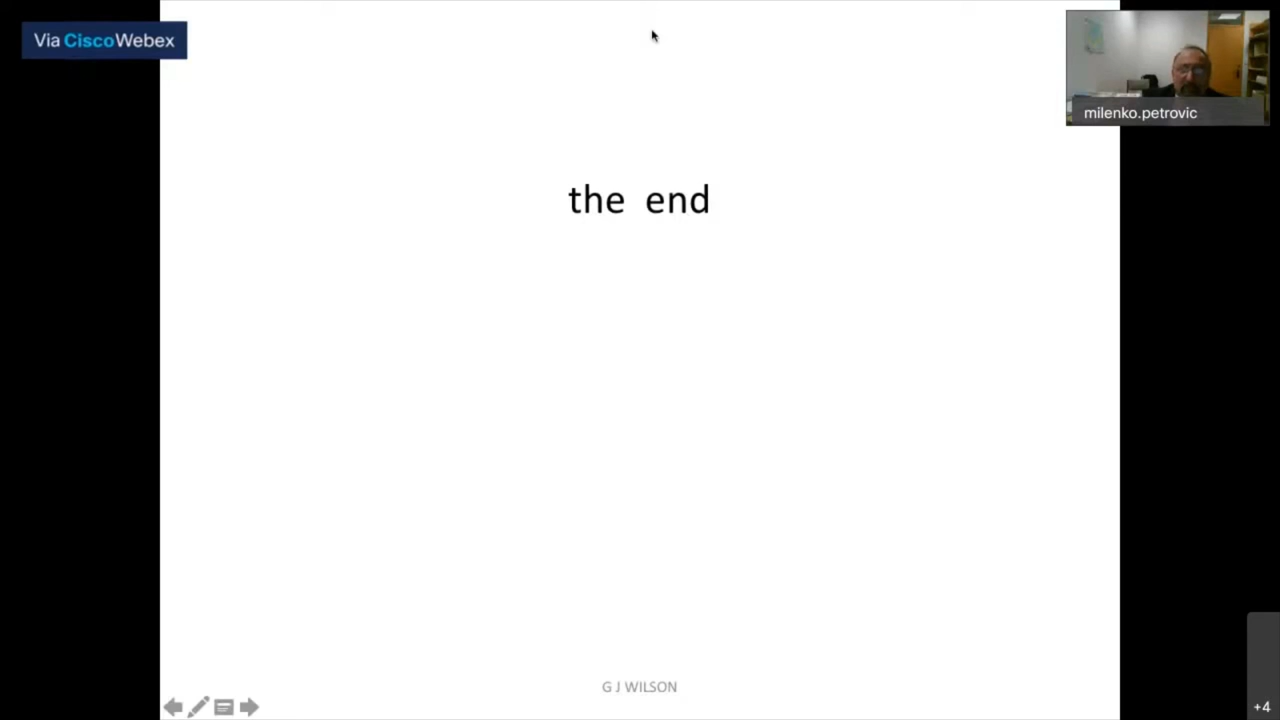 Via CiscoWebex
milenko.petrovic
the end
G J WILSON
+4